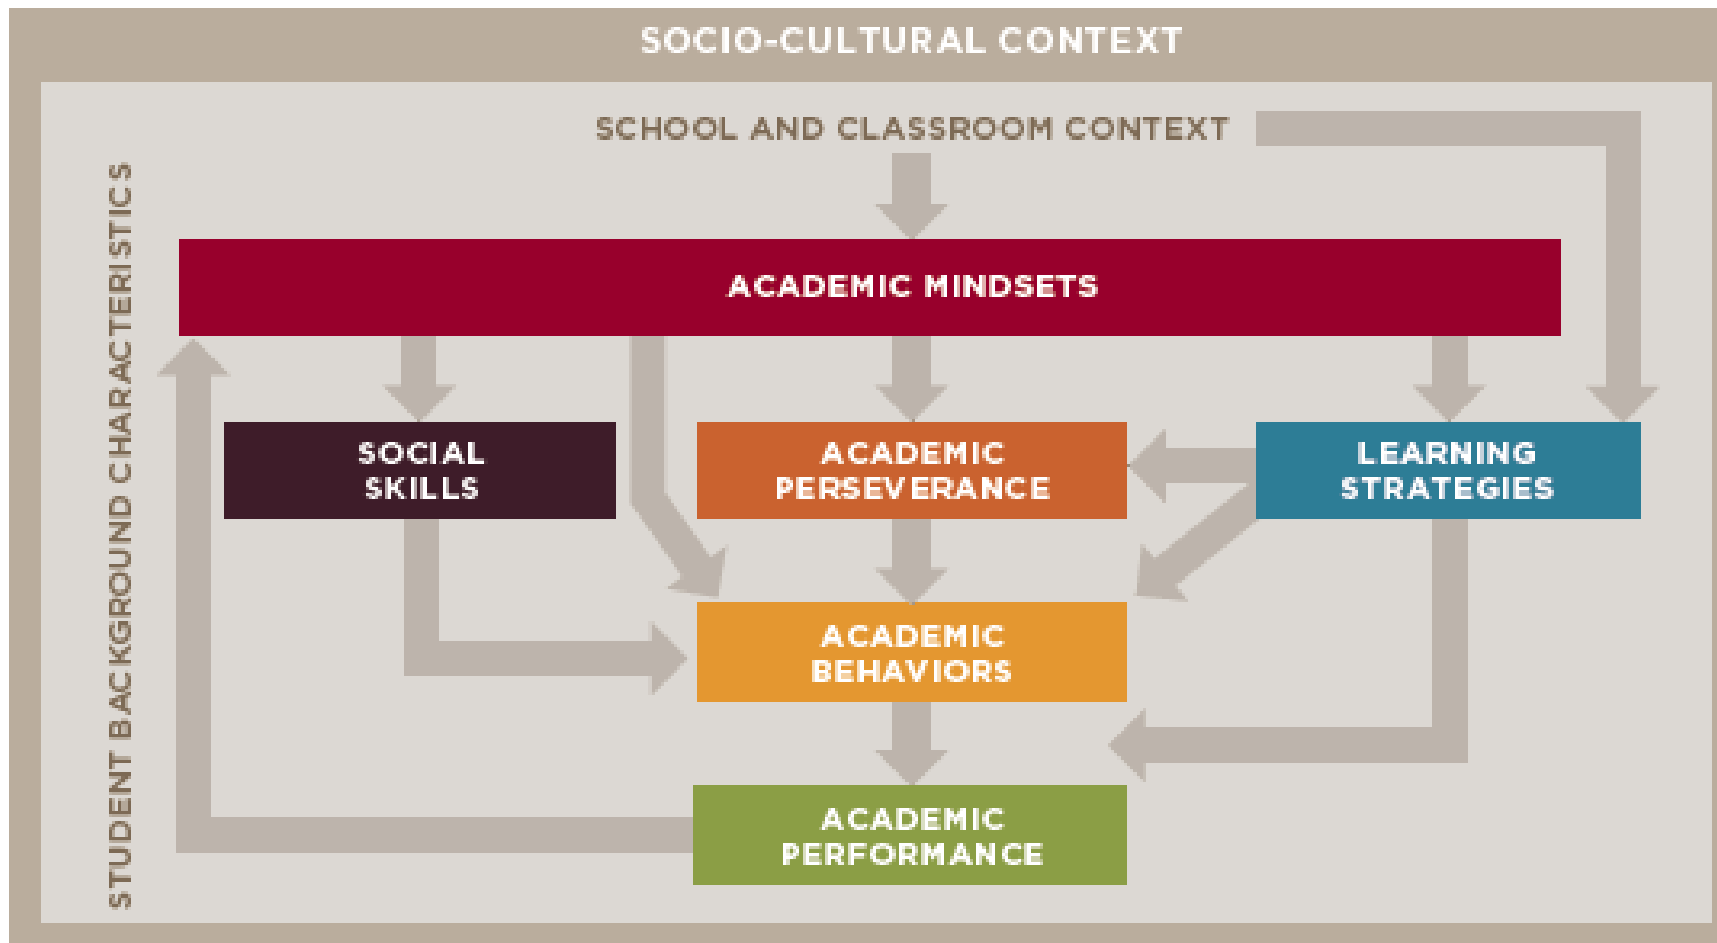 SOCIO-CULTURAL CONTEXT
SCHOOL AND CLASSROOM CONTEXT
STUDENT BACKGROUND CHARACTERISTICS
ACADEMIC MINDSETS
SOCIAL
SKILLS
ACADEMIC
PERSEVERANCE
LEARNING
STRATEGIES
ACADEMIC
BEHAVIORS
ACADEMIC
PERFORMANCE